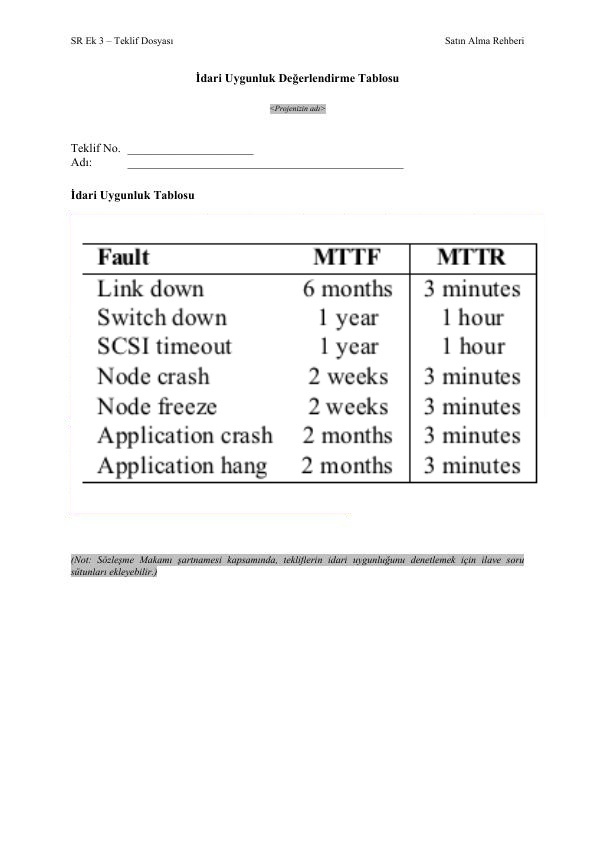 SR Ek 3 – Teklif Dosyası Satın Alma Rehberi
İdari Uygunluk Değerlendirme Tablosu
<Projenizin adı>
Teklif No. ______________________
Adı: ________________________________________________
İdari Uygunluk Tablosu
Fault MTTF MTTR
Link down 6 months 3 minutes
Switch down 1 year 1 hour
SCSI timeout 1 year 1 hour
Node crash 2 weeks 3 minutes
Node freeze 2 weeks 3 minutes
Application crash 2 months 3 minutes
Application hang 2 months 3 minutes
(Not: Sözleşme Makamı şartnamesi kapsamında, tekliflerin idari uygunluğunu denetlemek için ilave soru
sütunları ekleyebilir.)